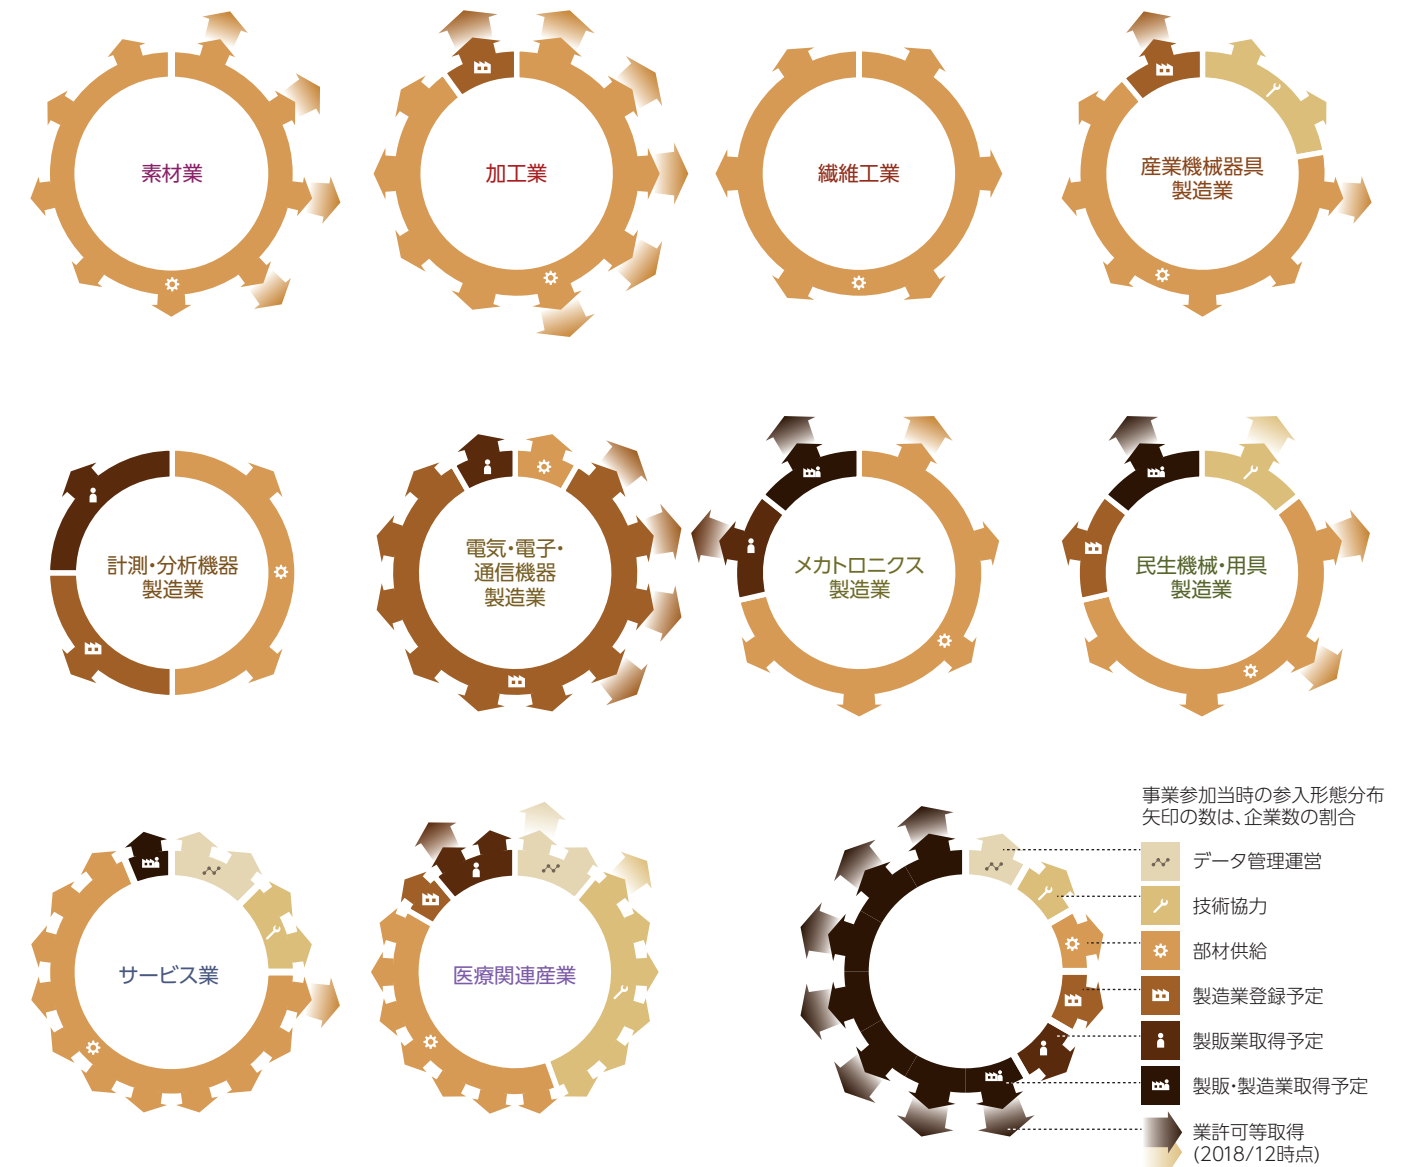 素材業
加工業
繊維工業
産業機械器具
製造業
計測・分析機器
製造業
電気・電子・
通信機器
製造業
メカトロニクス
製造業
民生機械・用具
製造業
サービス業
医療関連産業
事業参加当時の参入形態分布
矢印の数は、企業数の割合
データ管理運営
技術協力
部材供給
製造業登録予定
製販業取得予定
製販・製造業取得予定
業許可等取得
(2018/12時点)